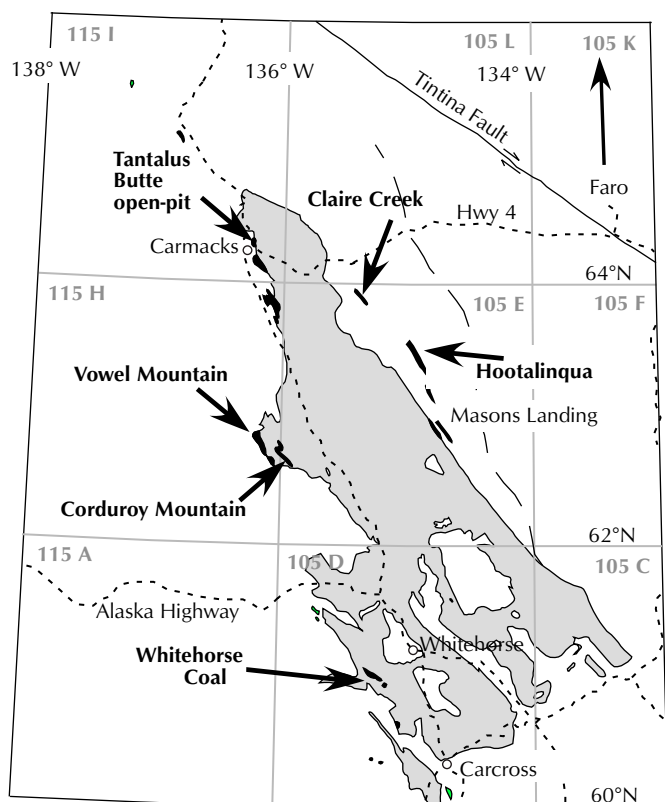 115 I
105 L
105 K
138° W
136° W
134° W
Tintina Fault
Tantalus
Butte
open-pit
Claire Creek
Faro
Hwy 4
Carmacks
64°N
115 H
105 E
105 F
Vowel Mountain
Hootalinqua
Masons Landing
Corduroy Mountain
62°N
115 A
105 D
105 C
Alaska Highway
Whitehorse
Whitehorse
Coal
Carcross
60°N